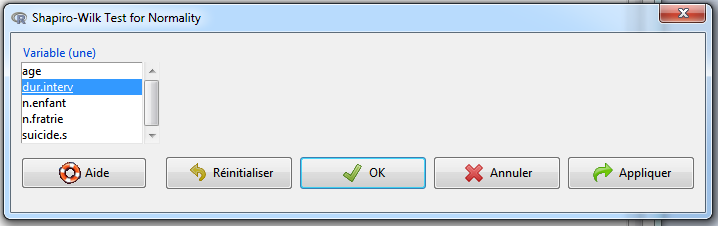 Shapiro-Wilk Test for Normality
Variable (une)
age
dur.interv
n.enfant
n.fratrie
suicide.s
Aide Réinitialiser OK Annuler Appliquer